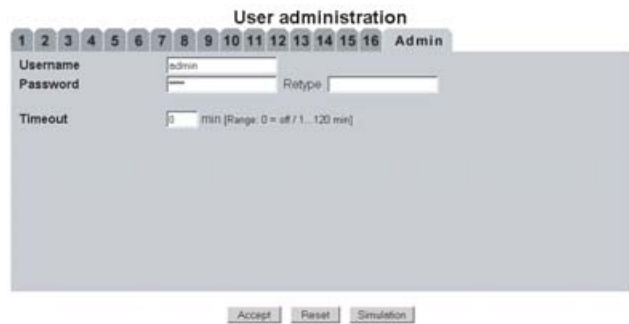 User administration
1 2 3 4 5 6 7 8 9 10 11 12 13 14 15 16 Admin
Username admin
Password **** Retype
Timeout 0 min [Range: 0 = off / 1...120 min]
Accept Reset Simulation